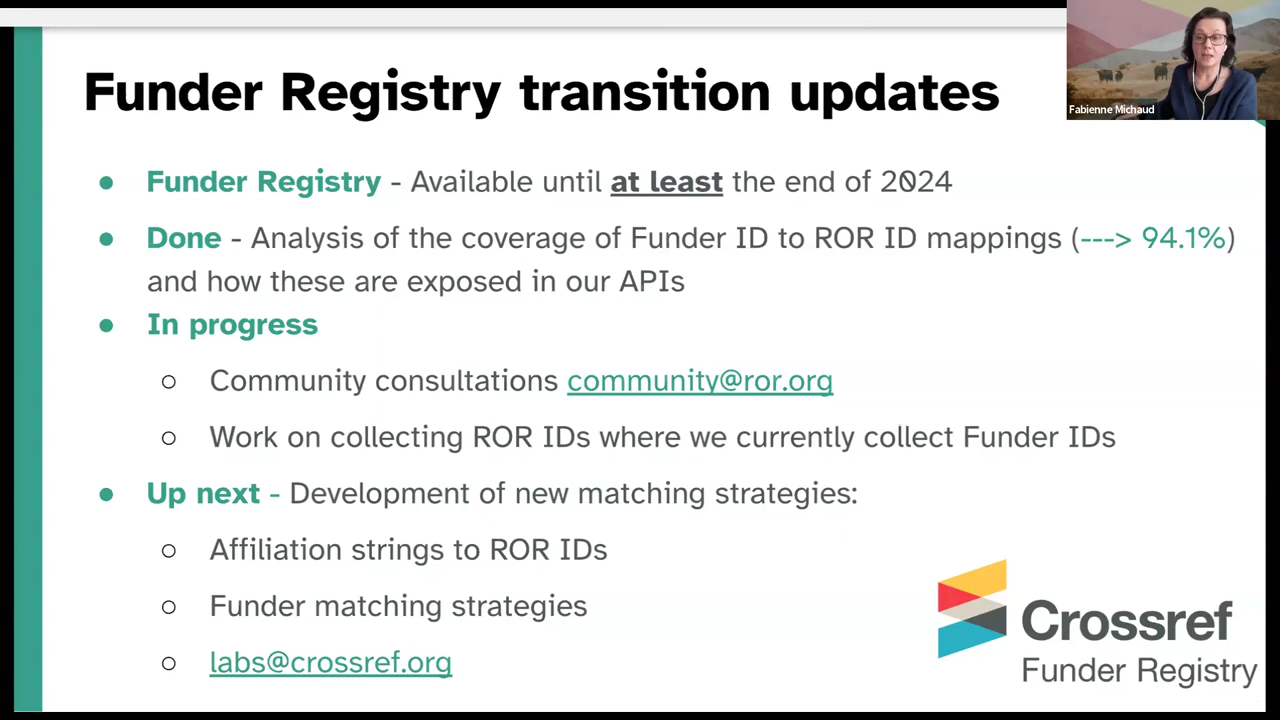 Funder Registry transition updates
Fabienne Michaud
● Funder Registry - Available until at least the end of 2024
● Done - Analysis of the coverage of Funder ID to ROR ID mappings (---> 94.1%)
and how these are exposed in our APIs
● In progress
○ Community consultations community@ror.org
○ Work on collecting ROR IDs where we currently collect Funder IDs
● Up next - Development of new matching strategies:
○ Affiliation strings to ROR IDs
○ Funder matching strategies
○ labs@crossref.org
Crossref
Funder Registry